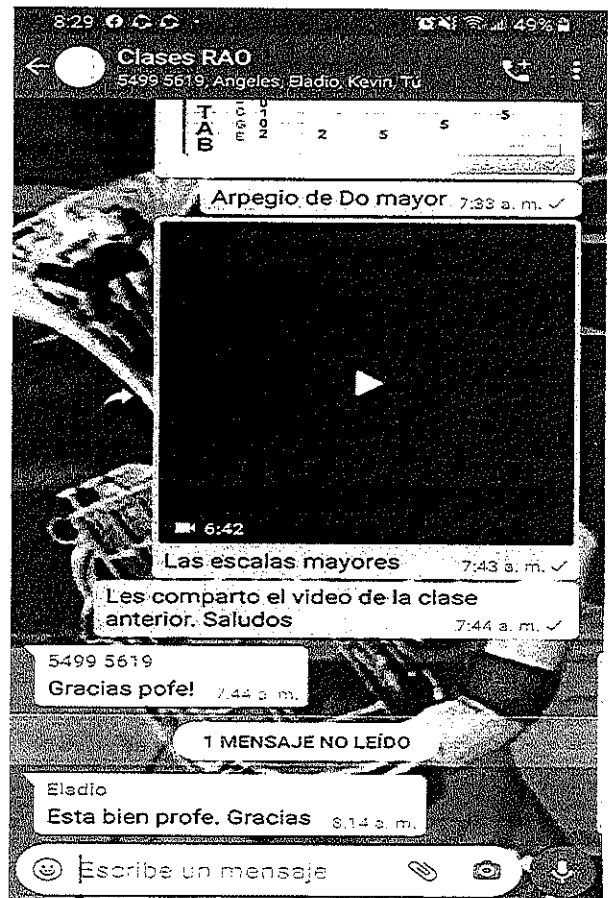 8:29
49%
Clases RAO
5499 5619, Angeles, Eladio, Kevin, Tú
T
A
B
E 2 2 5 5 5
Arpegio de Do mayor 7:33 a. m.
6:42
Las escalas mayores 7:43 a. m.
Les comparto el video de la clase
anterior. Saludos 7:44 a. m.
5499 5619
Gracias pofe! 7:44 a. m.
1 MENSAJE NO LEÍDO
Eladio
Esta bien profe. Gracias 8:14 a. m.
Escribe un mensaje